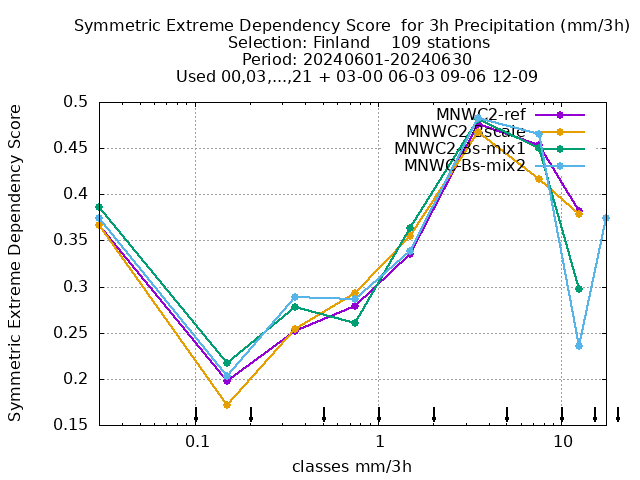 Symmetric Extreme Dependency Score  for 3h Precipitation (mm/3h)
Selection: Finland    109 stations
Period: 20240601-20240630
Used 00,03,...,21 + 03-00 06-03 09-06 12-09
Symmetric Extreme Dependency Score
0.5
0.45
0.4
0.35
0.3
0.25
0.2
0.15
MNWC2-ref
MNWC2
MNWC2-Bs-mix1
MNWC-Bs-mix2
0.1
1
10
classes mm/3h